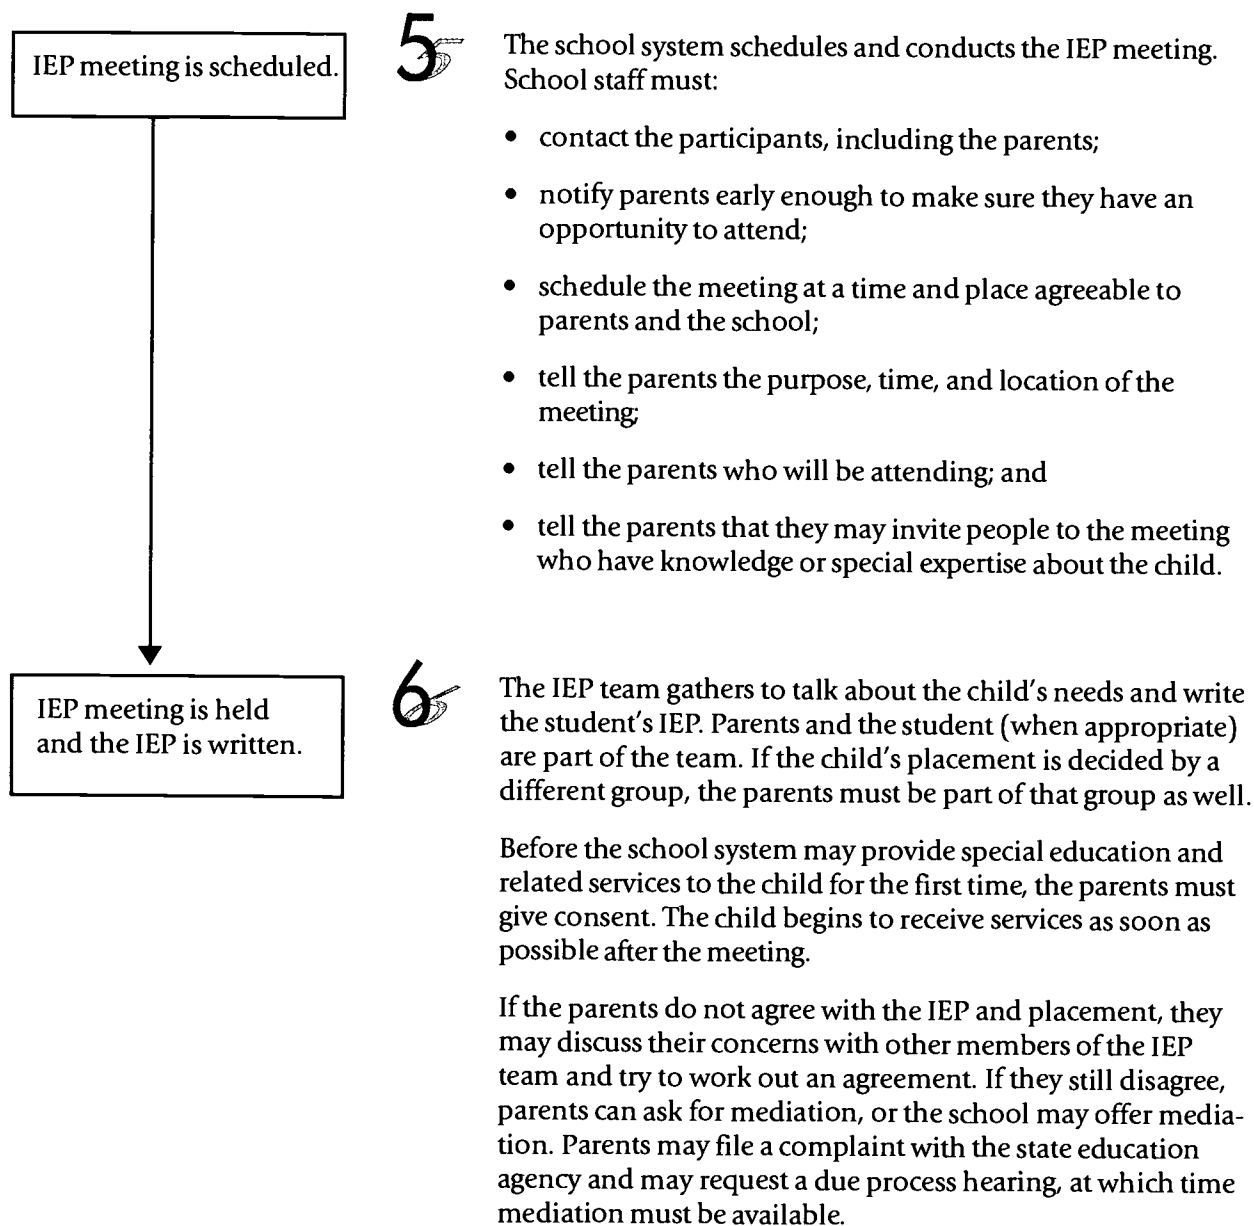 IEP meeting is scheduled.
5
The school system schedules and conducts the IEP meeting.
School staff must:
• contact the participants, including the parents;
• notify parents early enough to make sure they have an
opportunity to attend;
• schedule the meeting at a time and place agreeable to
parents and the school;
• tell the parents the purpose, time, and location of the
meeting;
• tell the parents who will be attending; and
• tell the parents that they may invite people to the meeting
who have knowledge or special expertise about the child.
IEP meeting is held
and the IEP is written.
6
The IEP team gathers to talk about the child's needs and write
the student's IEP. Parents and the student (when appropriate)
are part of the team. If the child's placement is decided by a
different group, the parents must be part of that group as well.
Before the school system may provide special education and
related services to the child for the first time, the parents must
give consent. The child begins to receive services as soon as
possible after the meeting.
If the parents do not agree with the IEP and placement, they
may discuss their concerns with other members of the IEP
team and try to work out an agreement. If they still disagree,
parents can ask for mediation, or the school may offer media-
tion. Parents may file a complaint with the state education
agency and may request a due process hearing, at which time
mediation must be available.